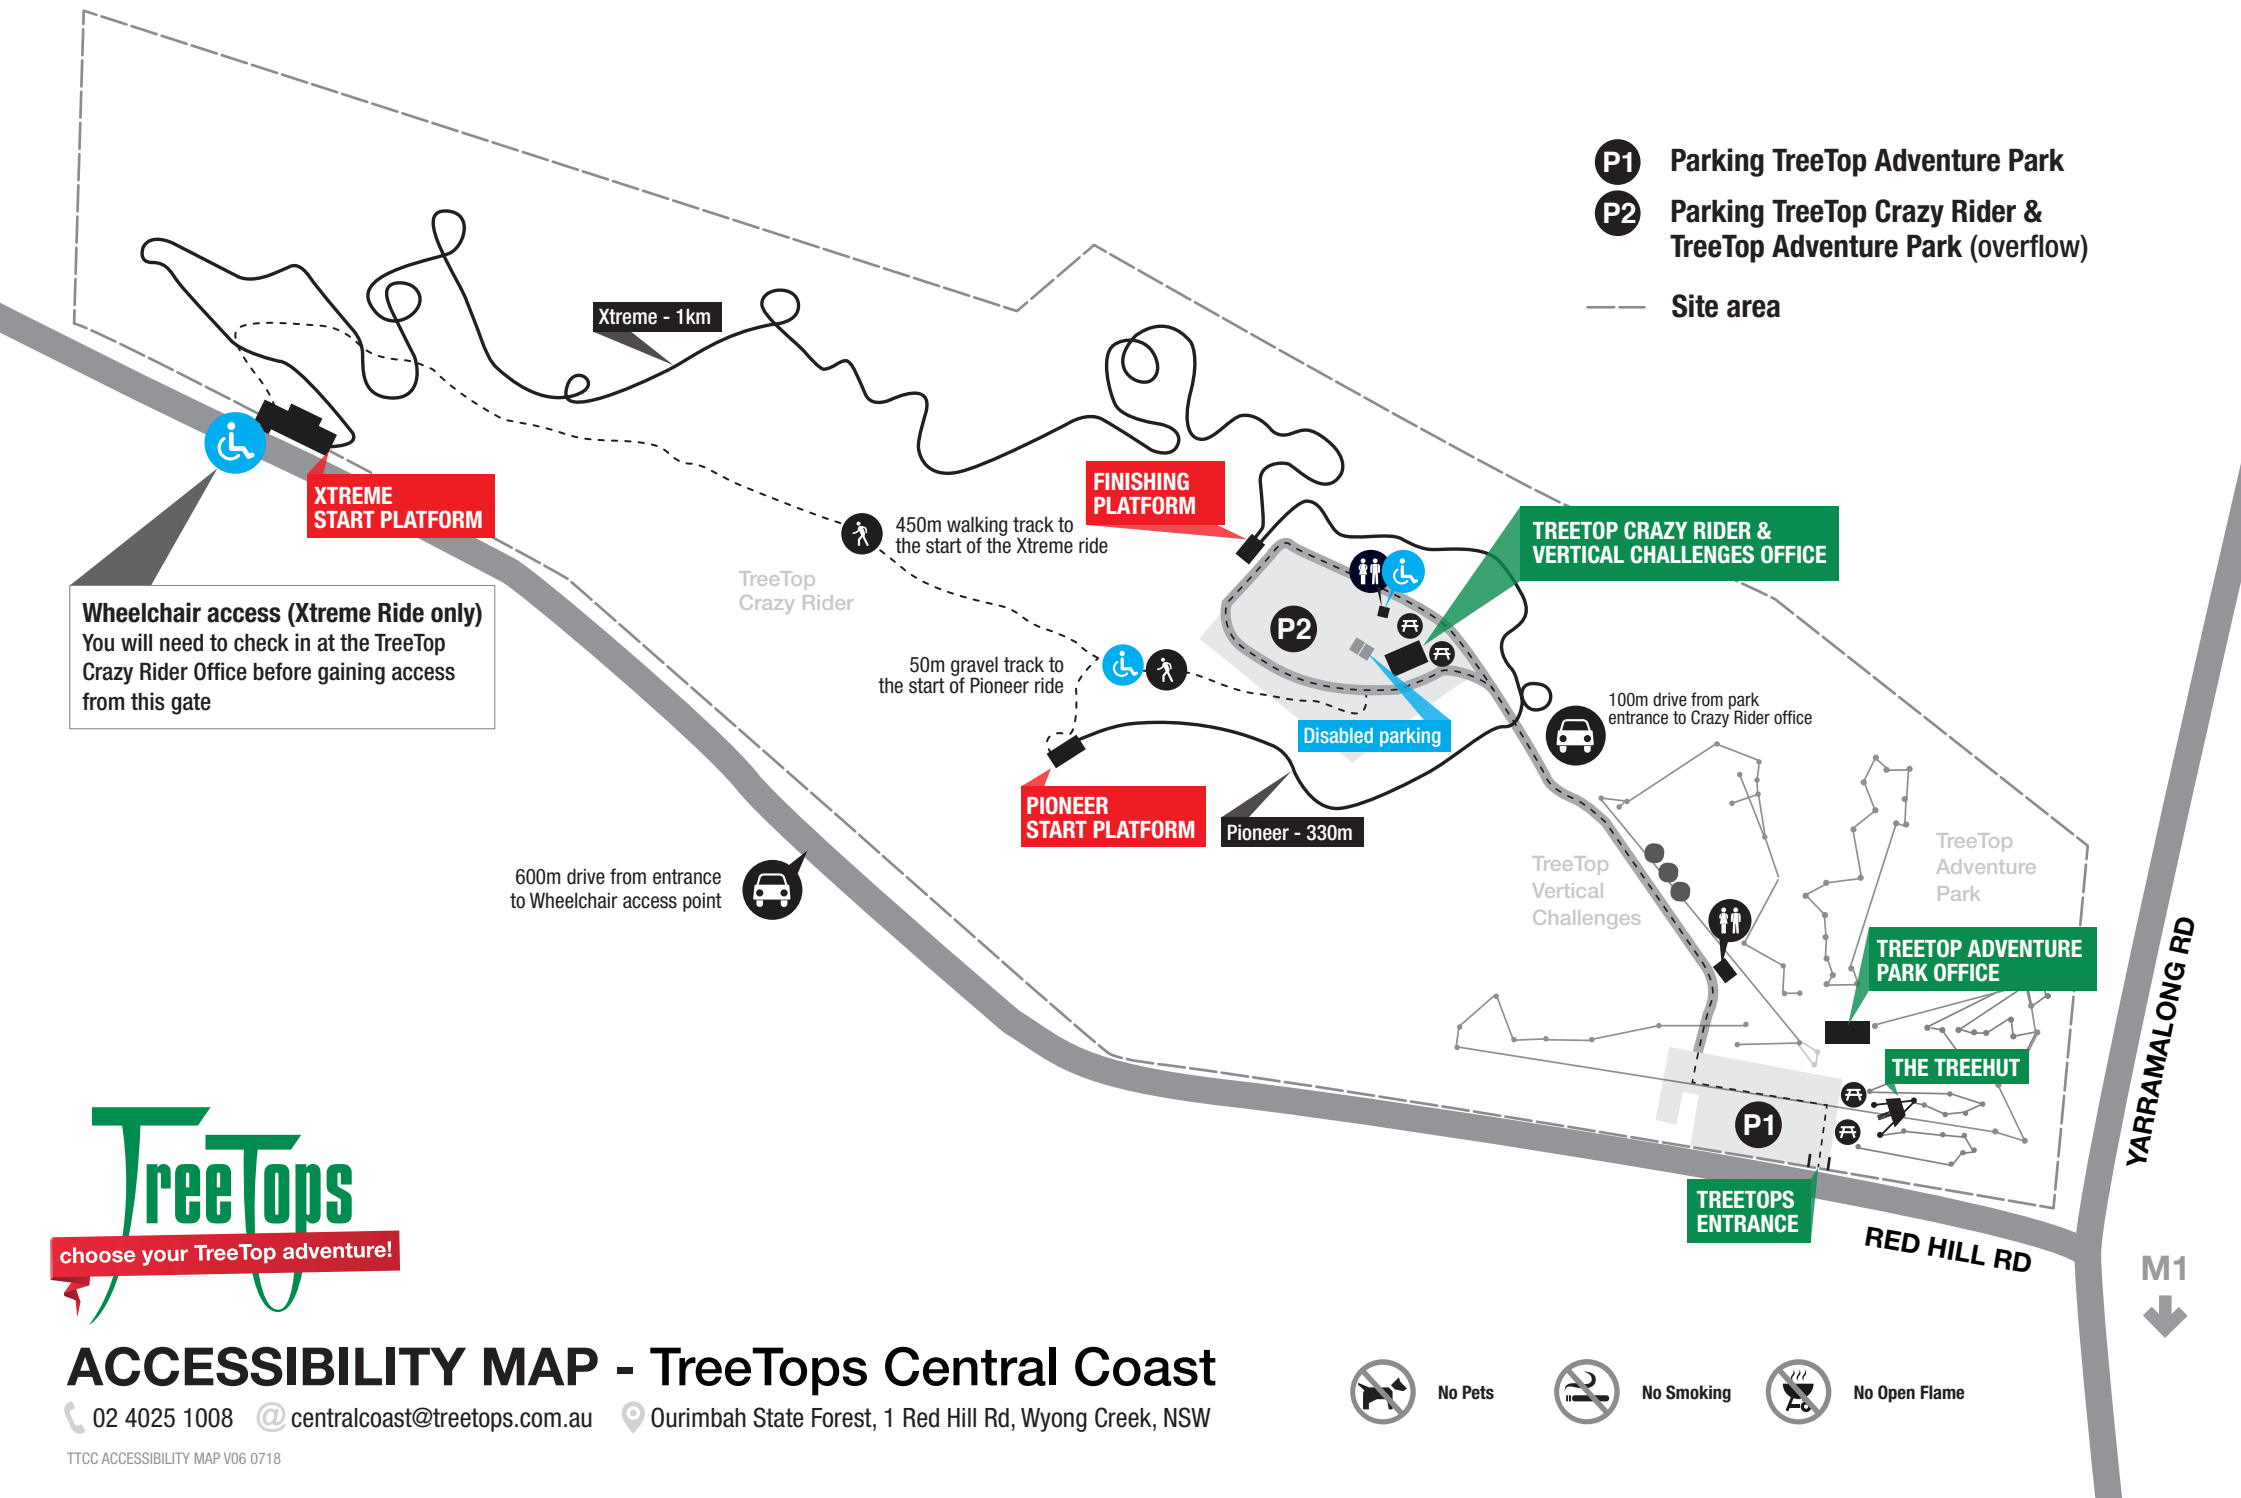 P1 Parking TreeTop Adventure Park
P2 Parking TreeTop Crazy Rider &
TreeTop Adventure Park (overflow)
Site area
Xtreme - 1km
XTREME
START PLATFORM
Wheelchair access (Xtreme Ride only)
You will need to check in at the TreeTop
Crazy Rider Office before gaining access
from this gate
FINISHING
PLATFORM
450m walking track to
the start of the Xtreme ride
TreeTop
Crazy Rider
TREETOP CRAZY RIDER &
VERTICAL CHALLENGES OFFICE
P2
50m gravel track to
the start of Pioneer ride
Disabled parking
100m drive from park
entrance to Crazy Rider office
PIONEER
START PLATFORM
Pioneer - 330m
600m drive from entrance
to Wheelchair access point
TreeTop
Vertical
Challenges
TreeTop
Adventure
Park
TREETOP ADVENTURE
PARK OFFICE
THE TREEHUT
P1
TREETOPS
ENTRANCE
YARRAMALONG RD
RED HILL RD
M1
TreeTops
choose your TreeTop adventure!
ACCESSIBILITY MAP - TreeTops Central Coast
02 4025 1008 @ centralcoast@treetops.com.au Ourimbah State Forest, 1 Red Hill Rd, Wyong Creek, NSW
No Pets
No Smoking
No Open Flame
TTCC ACCESSIBILITY MAP V06 0718